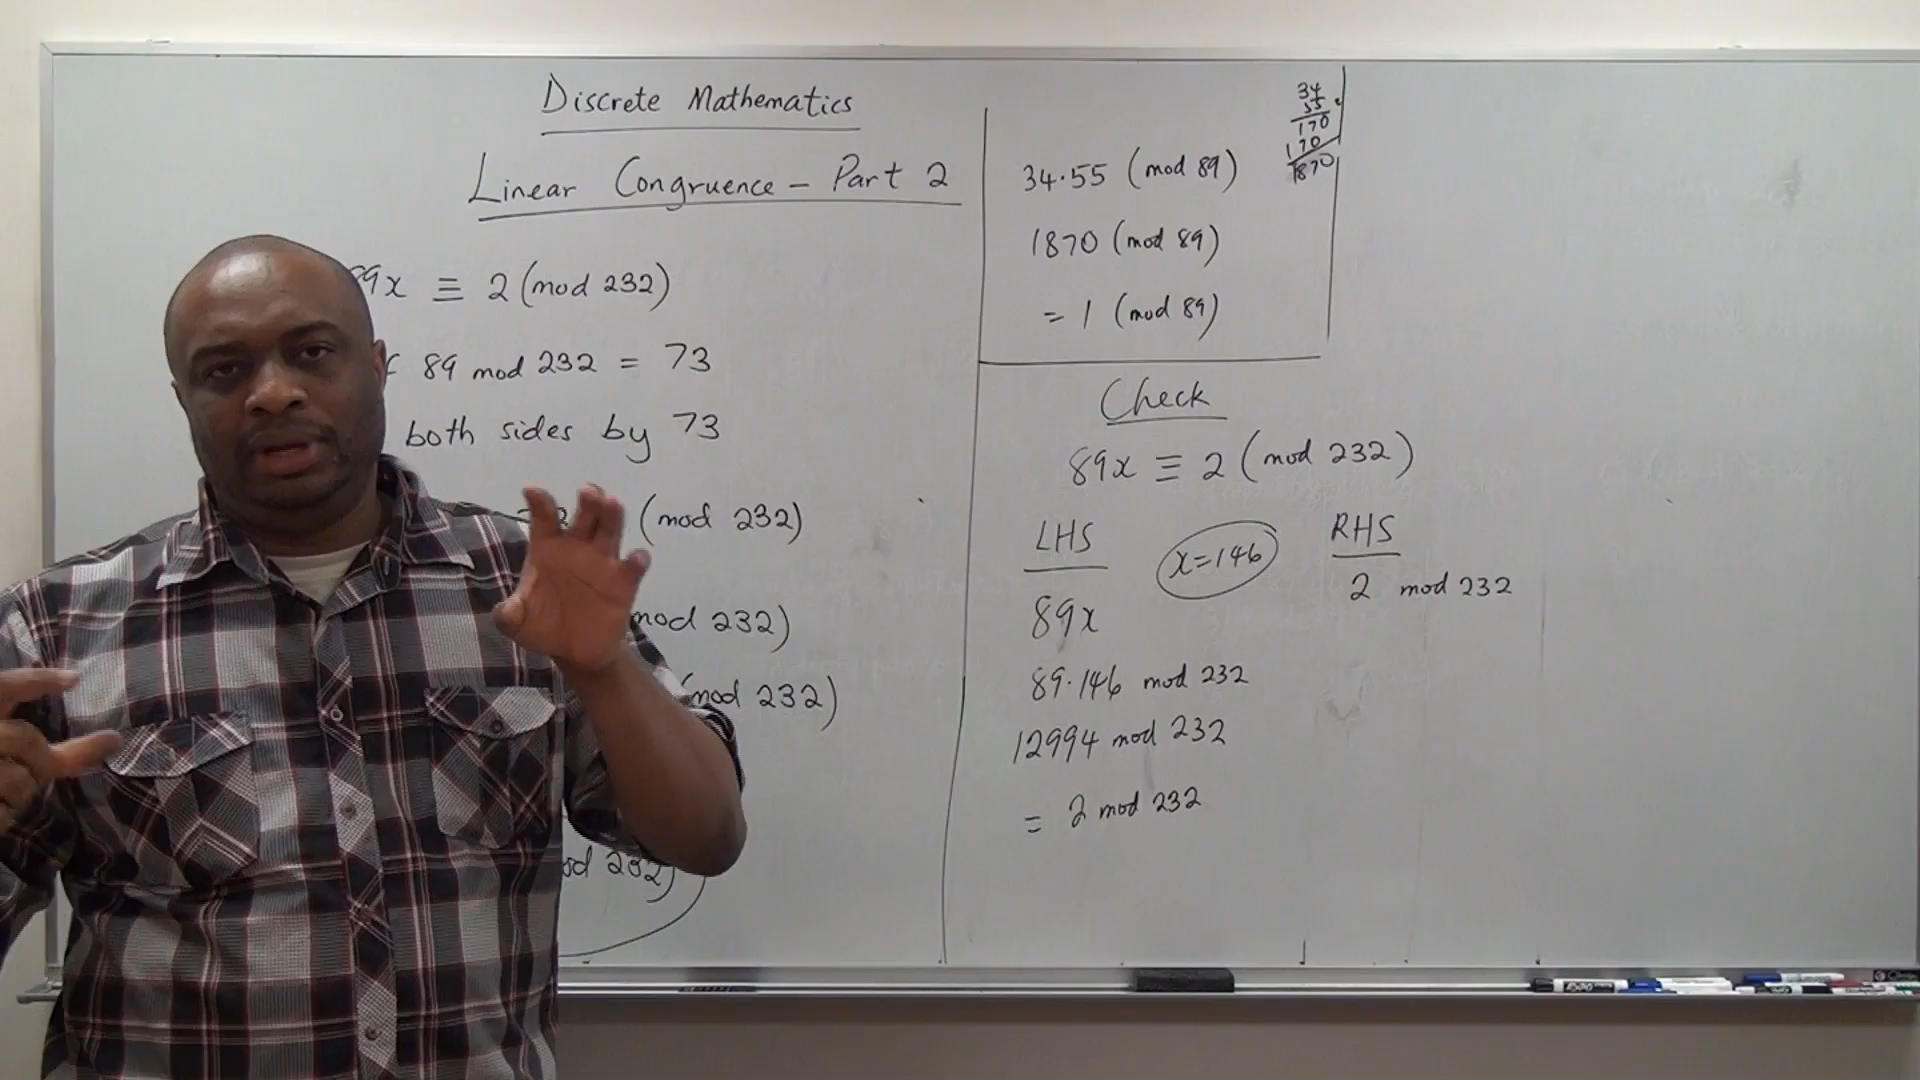 Discrete Mathematics
Linear Congruence - Part 2
9x ≡ 2 (mod 232)
f 89 mod 232 = 73
both sides by 73
(mod 232)
mod 232)
(mod 232)
od 232)
34·55 (mod 89)
1870 (mod 89)
= 1 (mod 89)
34
55
170
170
1870
Check
89x ≡ 2 (mod 232)
LHS
x=146
RHS
2 mod 232
89x
89·146 mod 232
12994 mod 232
= 2 mod 232
EXPO